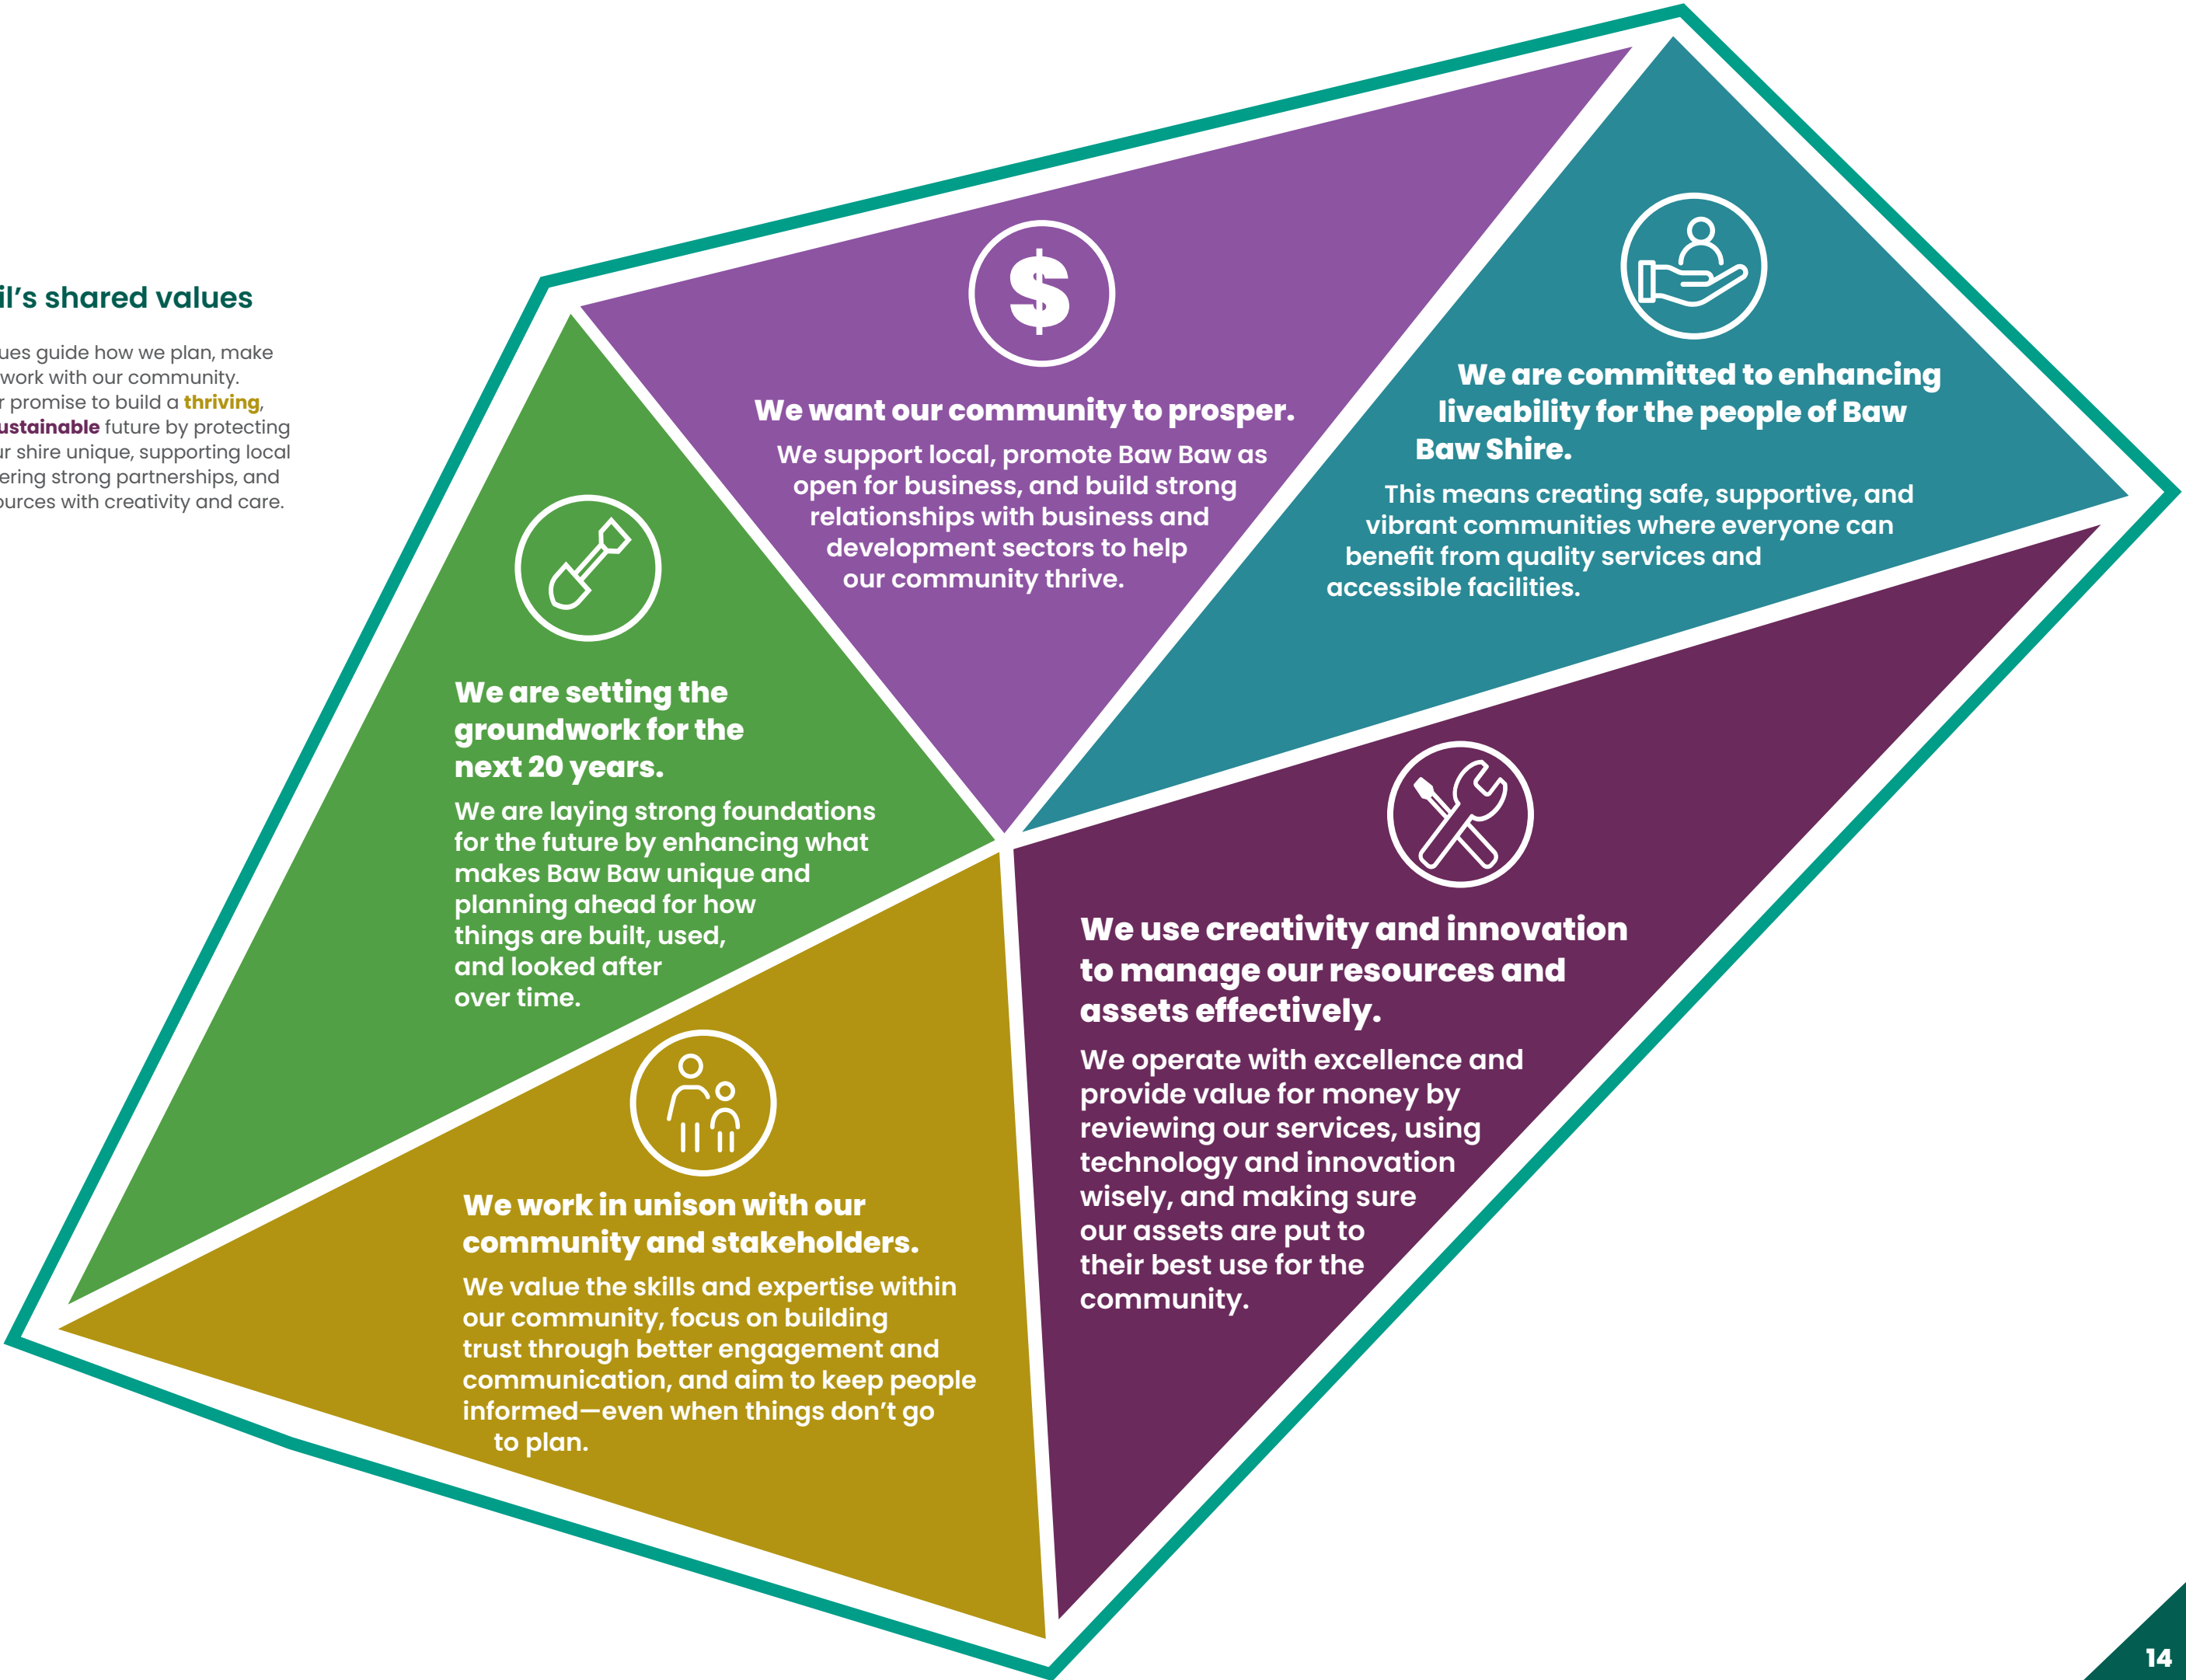 il's shared values
ues guide how we plan, make
work with our community.
r promise to build a thriving,
ustainable future by protecting
ur shire unique, supporting local
ering strong partnerships, and
ources with creativity and care.
$
We want our community to prosper.
We support local, promote Baw Baw as
open for business, and build strong
relationships with business and
development sectors to help
our community thrive.
We are committed to enhancing
liveability for the people of Baw
Baw Shire.
This means creating safe, supportive, and
vibrant communities where everyone can
benefit from quality services and
accessible facilities.
We are setting the
groundwork for the
next 20 years.
We are laying strong foundations
for the future by enhancing what
makes Baw Baw unique and
planning ahead for how
things are built, used,
and looked after
over time.
We use creativity and innovation
to manage our resources and
assets effectively.
We operate with excellence and
provide value for money by
reviewing our services, using
technology and innovation
wisely, and making sure
our assets are put to
their best use for the
community.
We work in unison with our
community and stakeholders.
We value the skills and expertise within
our community, focus on building
trust through better engagement and
communication, and aim to keep people
informed—even when things don't go
to plan.
14